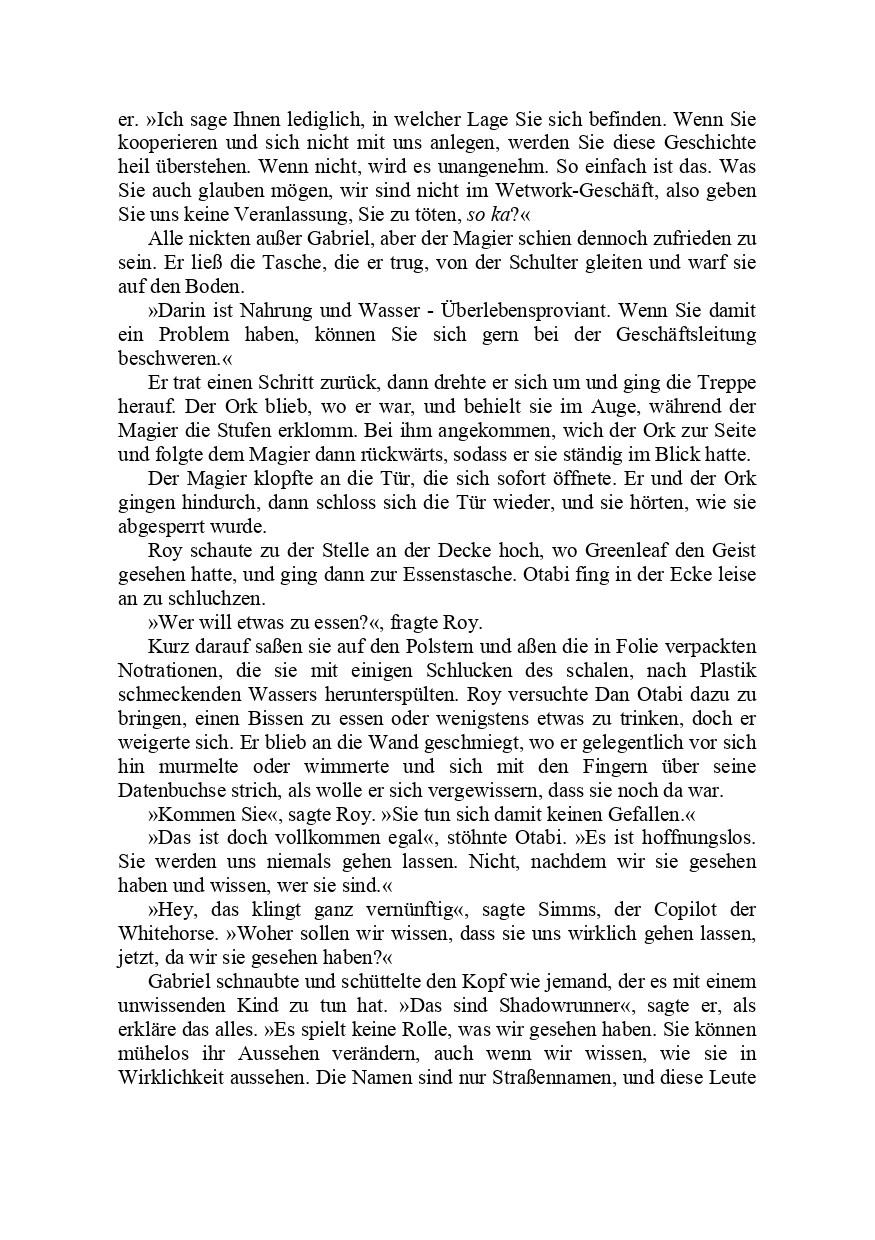 er. »Ich sage Ihnen lediglich, in welcher Lage Sie sich befinden. Wenn Sie
kooperieren und sich nicht mit uns anlegen, werden Sie diese Geschichte
heil überstehen. Wenn nicht, wird es unangenehm. So einfach ist das. Was
Sie auch glauben mögen, wir sind nicht im Wetwork-Geschäft, also geben
Sie uns keine Veranlassung, Sie zu töten, so ka?«
Alle nickten außer Gabriel, aber der Magier schien dennoch zufrieden zu
sein. Er ließ die Tasche, die er trug, von der Schulter gleiten und warf sie
auf den Boden.
»Darin ist Nahrung und Wasser - Überlebensproviant. Wenn Sie damit
ein Problem haben, können Sie sich gern bei der Geschäftsleitung
beschweren.«
Er trat einen Schritt zurück, dann drehte er sich um und ging die Treppe
herauf. Der Ork blieb, wo er war, und behielt sie im Auge, während der
Magier die Stufen erklomm. Bei ihm angekommen, wich der Ork zur Seite
und folgte dem Magier dann rückwärts, sodass er sie ständig im Blick hatte.
Der Magier klopfte an die Tür, die sich sofort öffnete. Er und der Ork
gingen hindurch, dann schloss sich die Tür wieder, und sie hörten, wie sie
abgesperrt wurde.
Roy schaute zu der Stelle an der Decke hoch, wo Greenleaf den Geist
gesehen hatte, und ging dann zur Essenstasche. Otabi fing in der Ecke leise
an zu schluchzen.
»Wer will etwas zu essen?«, fragte Roy.
Kurz darauf saßen sie auf den Polstern und aßen die in Folie verpackten
Notrationen, die sie mit einigen Schlucken des schalen, nach Plastik
schmeckenden Wassers herunterspülten. Roy versuchte Dan Otabi dazu zu
bringen, einen Bissen zu essen oder wenigstens etwas zu trinken, doch er
weigerte sich. Er blieb an die Wand geschmiegt, wo er gelegentlich vor sich
hin murmelte oder wimmerte und sich mit den Fingern über seine
Datenbuchse strich, als wolle er sich vergewissern, dass sie noch da war.
»Kommen Sie«, sagte Roy. »Sie tun sich damit keinen Gefallen.«
»Das ist doch vollkommen egal«, stöhnte Otabi. »Es ist hoffnungslos.
Sie werden uns niemals gehen lassen. Nicht, nachdem wir sie gesehen
haben und wissen, wer sie sind.«
»Hey, das klingt ganz vernünftig«, sagte Simms, der Copilot der
Whitehorse. »Woher sollen wir wissen, dass sie uns wirklich gehen lassen,
jetzt, da wir sie gesehen haben?«
Gabriel schnaubte und schüttelte den Kopf wie jemand, der es mit einem
unwissenden Kind zu tun hat. »Das sind Shadowrunner«, sagte er, als
erkläre das alles. »Es spielt keine Rolle, was wir gesehen haben. Sie können
mühelos ihr Aussehen verändern, auch wenn wir wissen, wie sie in
Wirklichkeit aussehen. Die Namen sind nur Straßennamen, und diese Leute